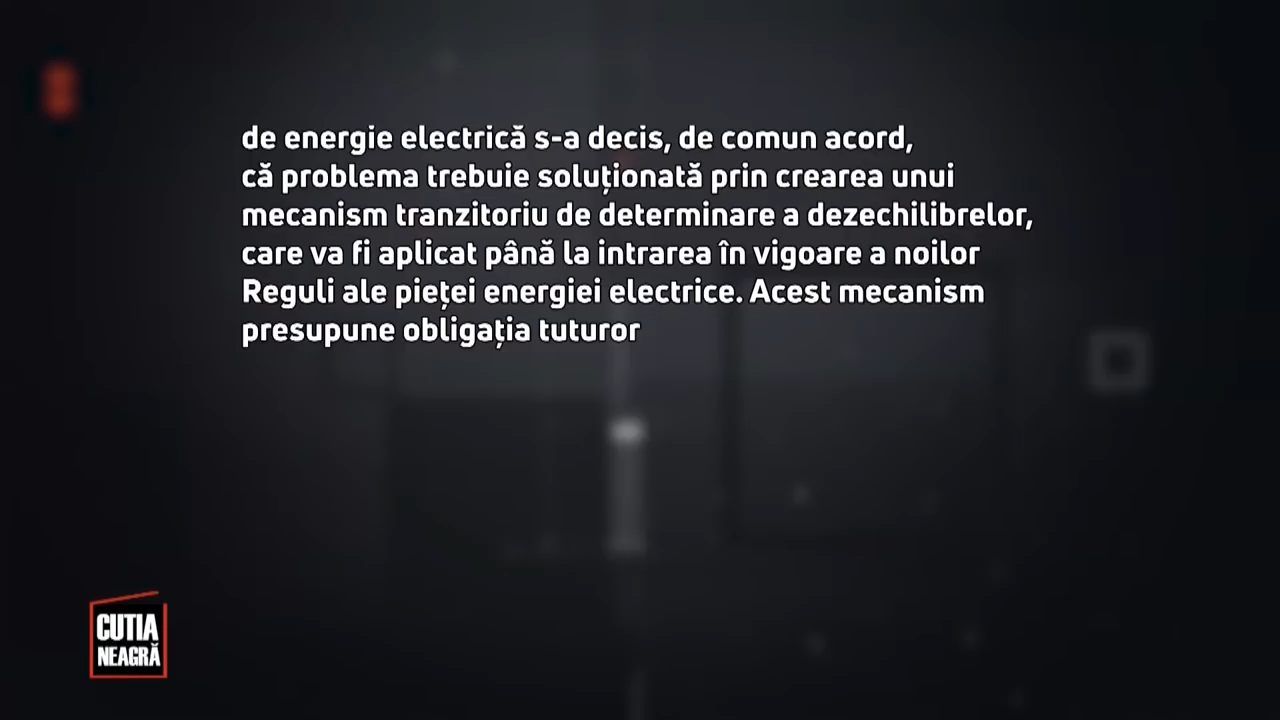 de energie electrică s-a decis, de comun acord,
că problema trebuie soluționată prin crearea unui
mecanism tranzitoriu de determinare a dezechilibrelor,
care va fi aplicat până la intrarea în vigoare a noilor
Reguli ale pieței energiei electrice. Acest mecanism
presupune obligația tuturor
CUTIA
NEAGRĂ